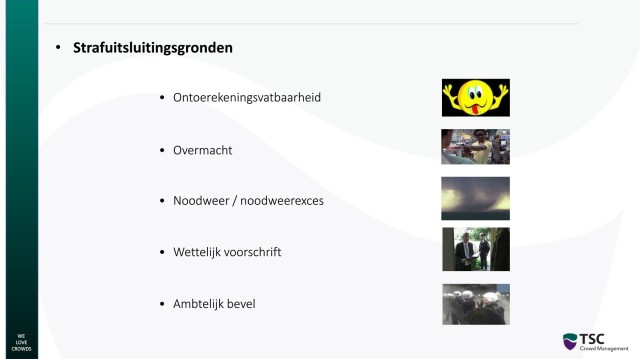 • Strafuitsluitingsgronden
• Ontoerekeningsvatbaarheid
• Overmacht
• Noodweer / noodweerexces
• Wettelijk voorschrift
• Ambtelijk bevel
WE
LOVE
CROWDS
TSC
Crowd Management